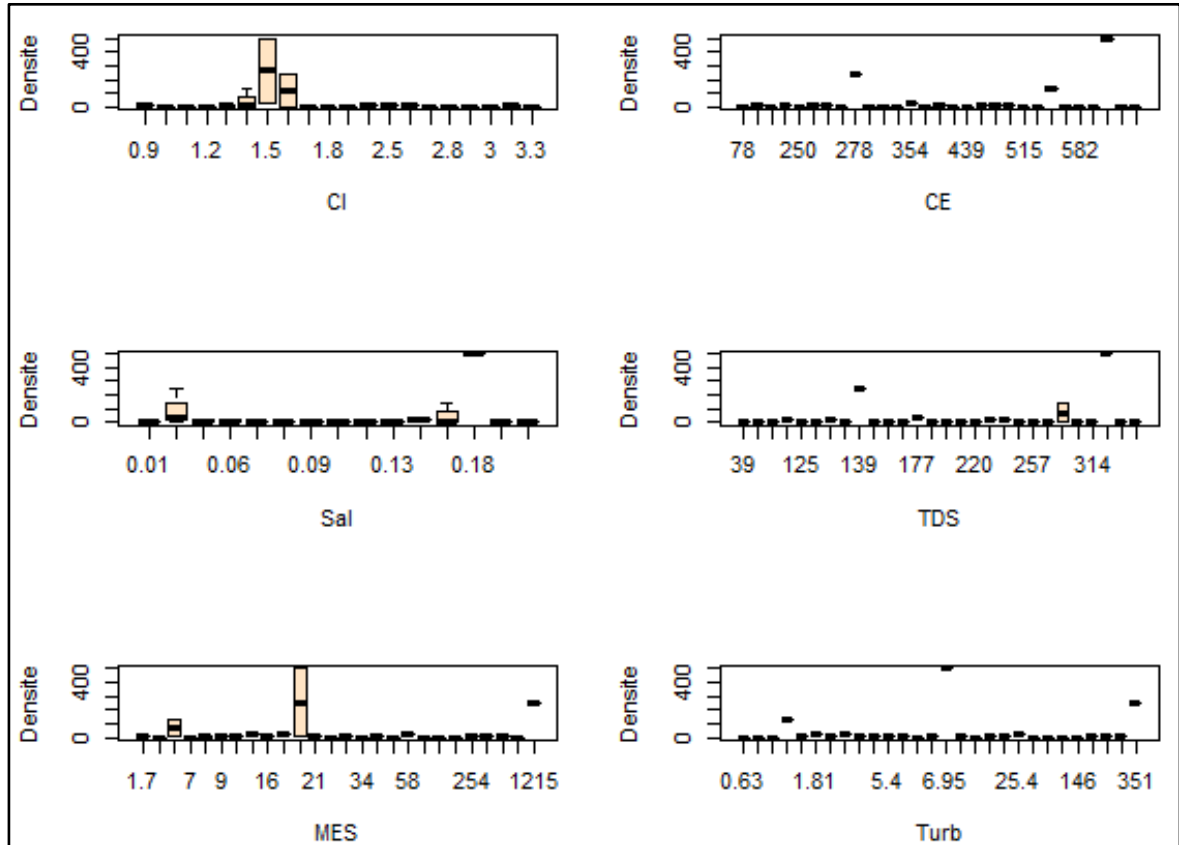 Densite
400
0
0.9 1.2 1.5 1.8 2.5 2.8 3 3.3
Cl
Densite
400
0
78 250 278 354 439 515 582
CE
Densite
400
0
0.01 0.06 0.09 0.13 0.18
Sal
Densite
400
0
39 125 139 177 220 257 314
TDS
Densite
400
0
1.7 7 9 16 21 34 58 254 1215
MES
Densite
400
0
0.63 1.81 5.4 6.95 25.4 146 351
Turb